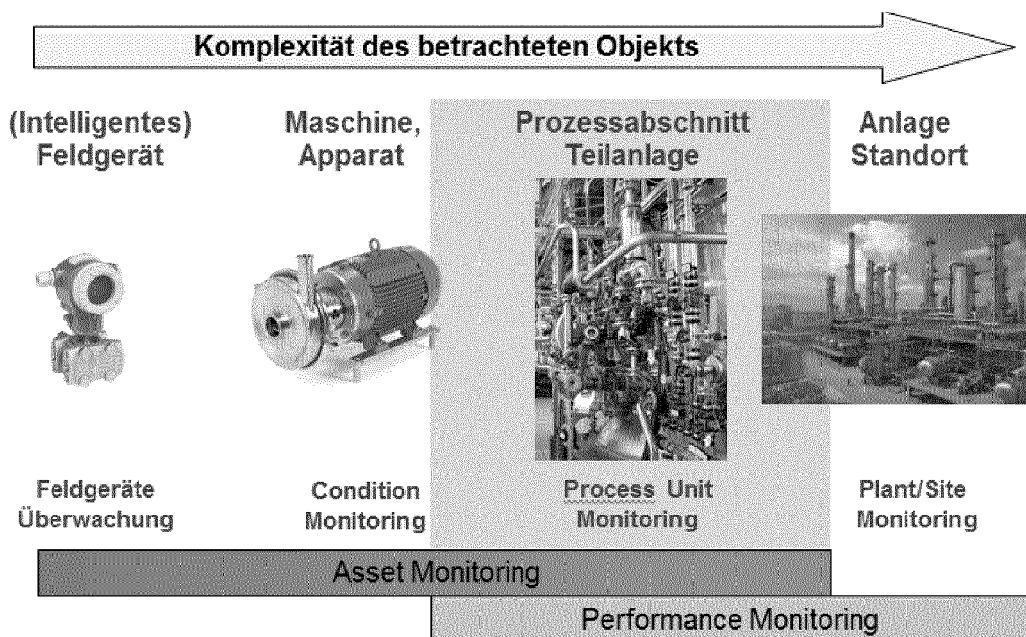 Komplexität des betrachteten Objekts
(Intelligentes)
Feldgerät
Maschine,
Apparat
Prozessabschnitt
Teilanlage
Anlage
Standort
Feldgeräte
Überwachung
Condition
Monitoring
Process Unit
Monitoring
Plant/Site
Monitoring
Asset Monitoring
Performance Monitoring